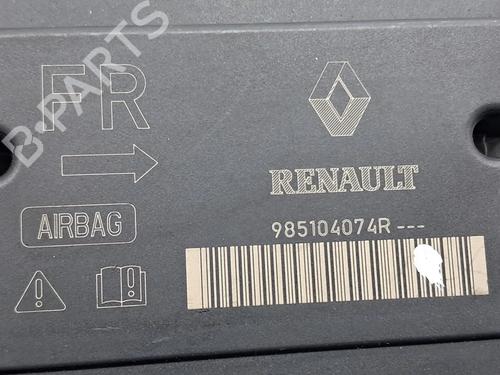 FR
RENAULT
985104074R ---
AIRBAG
B-PARTS